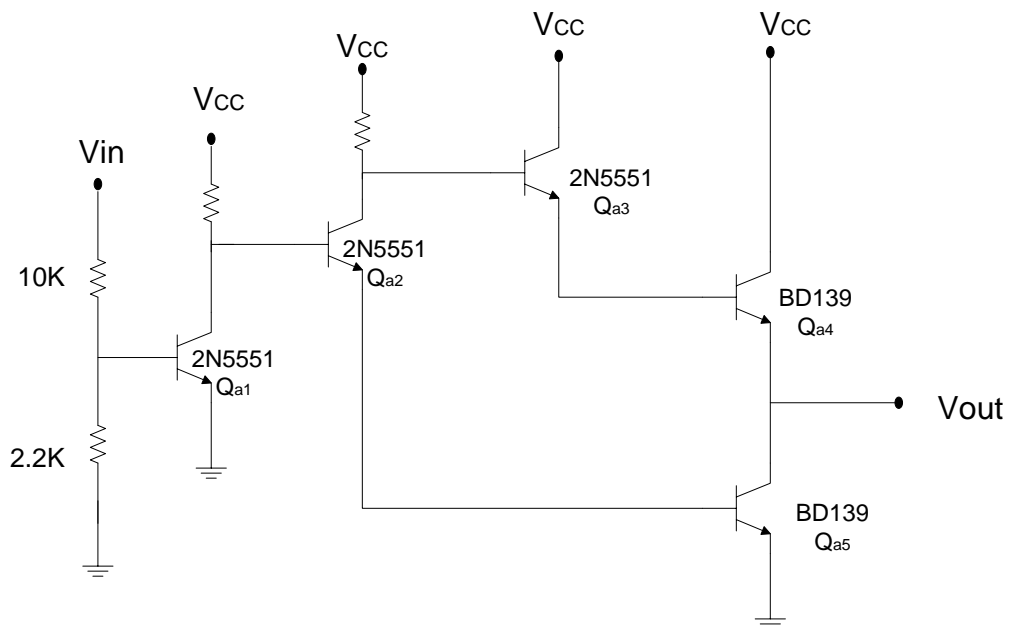 VCC
VCC
VCC
VCC
Vin
2N5551
Qa3
2N5551
Qa2
10K
BD139
Qa4
2N5551
Qa1
Vout
2.2K
BD139
Qa5